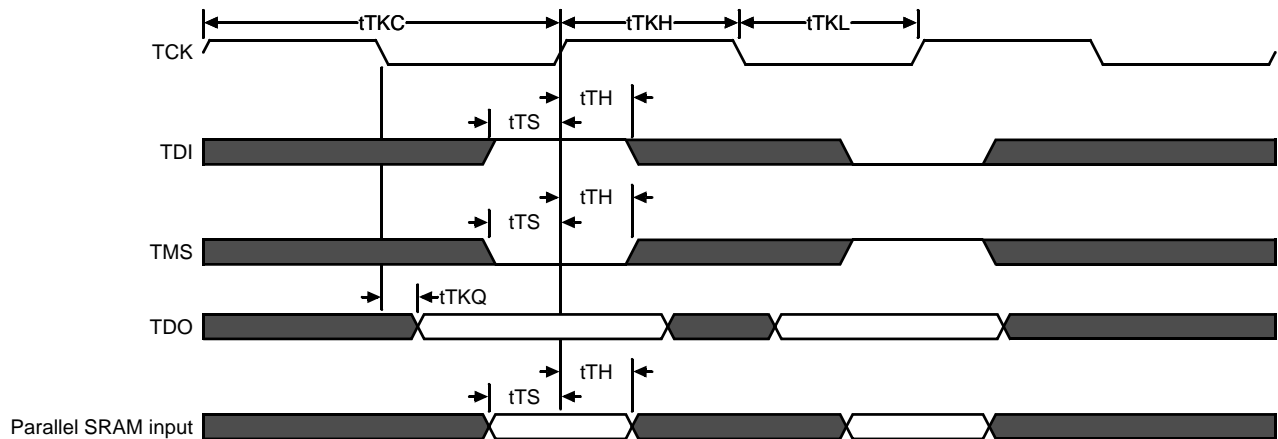 tTKC tTKH tTKL
TCK
tTH
tTS
TDI
tTH
tTS
TMS
tTKQ
TDO
tTH
tTS
Parallel SRAM input